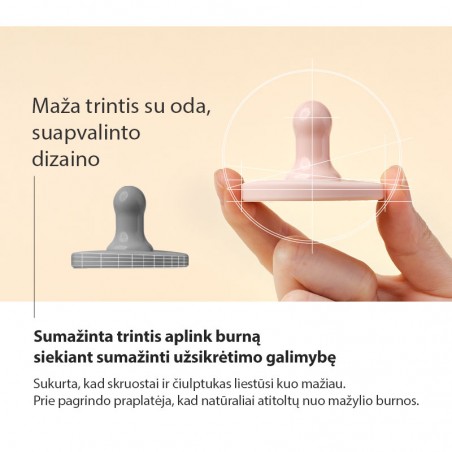 Maža trintis su oda,
suapvalinto
dizaino
Sumažinta trintis aplink burną
siekiant sumažinti užsikrėtimo galimybę
Sukurta, kad skruostai ir čiulptukas liestūsi kuo mažiau.
Prie pagrindo praplatėja, kad natūraliai atitoltų nuo mažylio burnos.